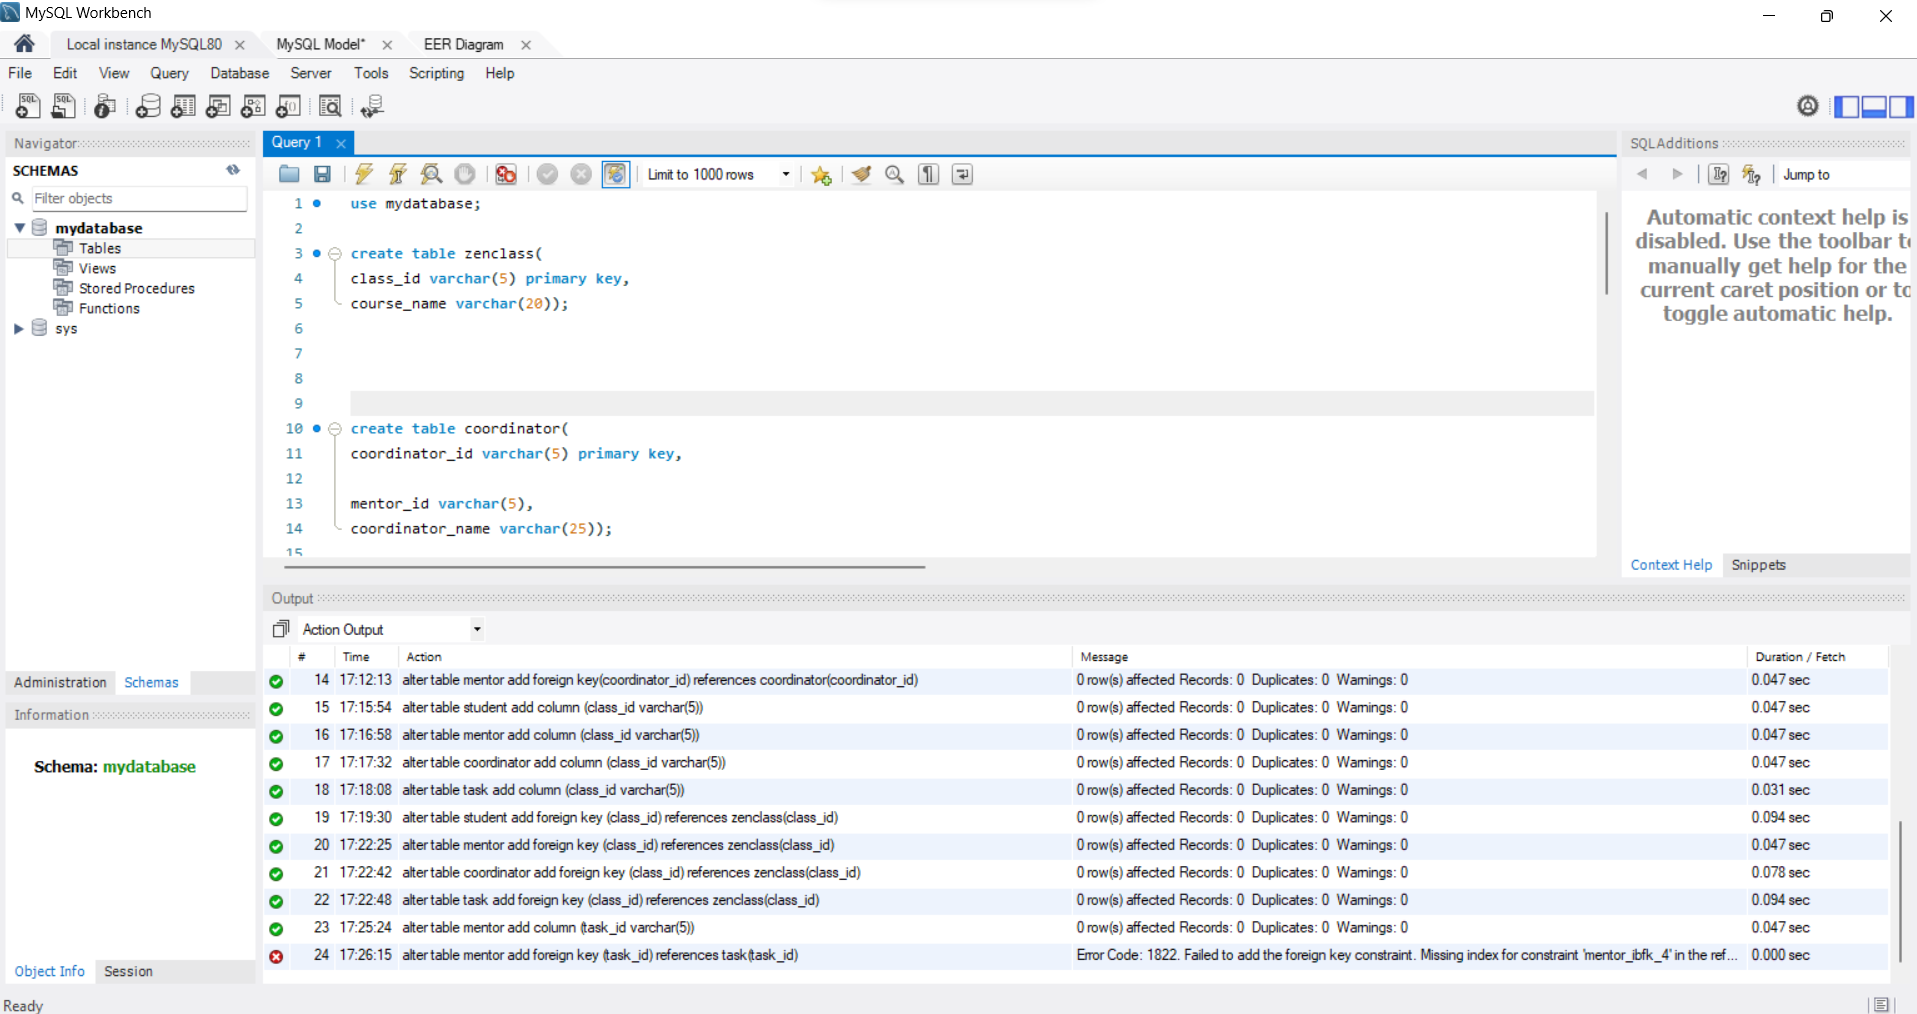 MySQL Workbench
Local instance MySQL80
MySQL Model*
EER Diagram
File Edit View Query Database Server Tools Scripting Help
Navigator
SCHEMAS
Filter objects
mydatabase
Tables
Views
Stored Procedures
Functions
sys
Administration Schemas
Information
Schema: mydatabase
Object Info Session
Query 1
Limit to 1000 rows
1 use mydatabase;
2
3 create table zenclass(
4 class_id varchar(5) primary key,
5 course_name varchar(20));
6
7
8
9
10 create table coordinator(
11 coordinator_id varchar(5) primary key,
12
13 mentor_id varchar(5),
14 coordinator_name varchar(25));
15
SQLAdditions
Jump to
Automatic context help is
disabled. Use the toolbar to
manually get help for the
current caret position or to
toggle automatic help.
Context Help Snippets
Output
Action Output
# Time Action Message Duration / Fetch
14 17:12:13 alter table mentor add foreign key(coordinator_id) references coordinator(coordinator_id) 0 row(s) affected Records: 0 Duplicates: 0 Warnings: 0 0.047 sec
15 17:15:54 alter table student add column (class_id varchar(5)) 0 row(s) affected Records: 0 Duplicates: 0 Warnings: 0 0.047 sec
16 17:16:58 alter table mentor add column (class_id varchar(5)) 0 row(s) affected Records: 0 Duplicates: 0 Warnings: 0 0.047 sec
17 17:17:32 alter table coordinator add column (class_id varchar(5)) 0 row(s) affected Records: 0 Duplicates: 0 Warnings: 0 0.047 sec
18 17:18:08 alter table task add column (class_id varchar(5)) 0 row(s) affected Records: 0 Duplicates: 0 Warnings: 0 0.031 sec
19 17:19:30 alter table student add foreign key (class_id) references zenclass(class_id) 0 row(s) affected Records: 0 Duplicates: 0 Warnings: 0 0.094 sec
20 17:22:25 alter table mentor add foreign key (class_id) references zenclass(class_id) 0 row(s) affected Records: 0 Duplicates: 0 Warnings: 0 0.047 sec
21 17:22:42 alter table coordinator add foreign key (class_id) references zenclass(class_id) 0 row(s) affected Records: 0 Duplicates: 0 Warnings: 0 0.078 sec
22 17:22:48 alter table task add foreign key (class_id) references zenclass(class_id) 0 row(s) affected Records: 0 Duplicates: 0 Warnings: 0 0.094 sec
23 17:25:24 alter table mentor add column (task_id varchar(5)) 0 row(s) affected Records: 0 Duplicates: 0 Warnings: 0 0.047 sec
24 17:26:15 alter table mentor add foreign key (task_id) references task(task_id) Error Code: 1822. Failed to add the foreign key constraint. Missing index for constraint 'mentor_ibfk_4' in the ref... 0.000 sec
Ready